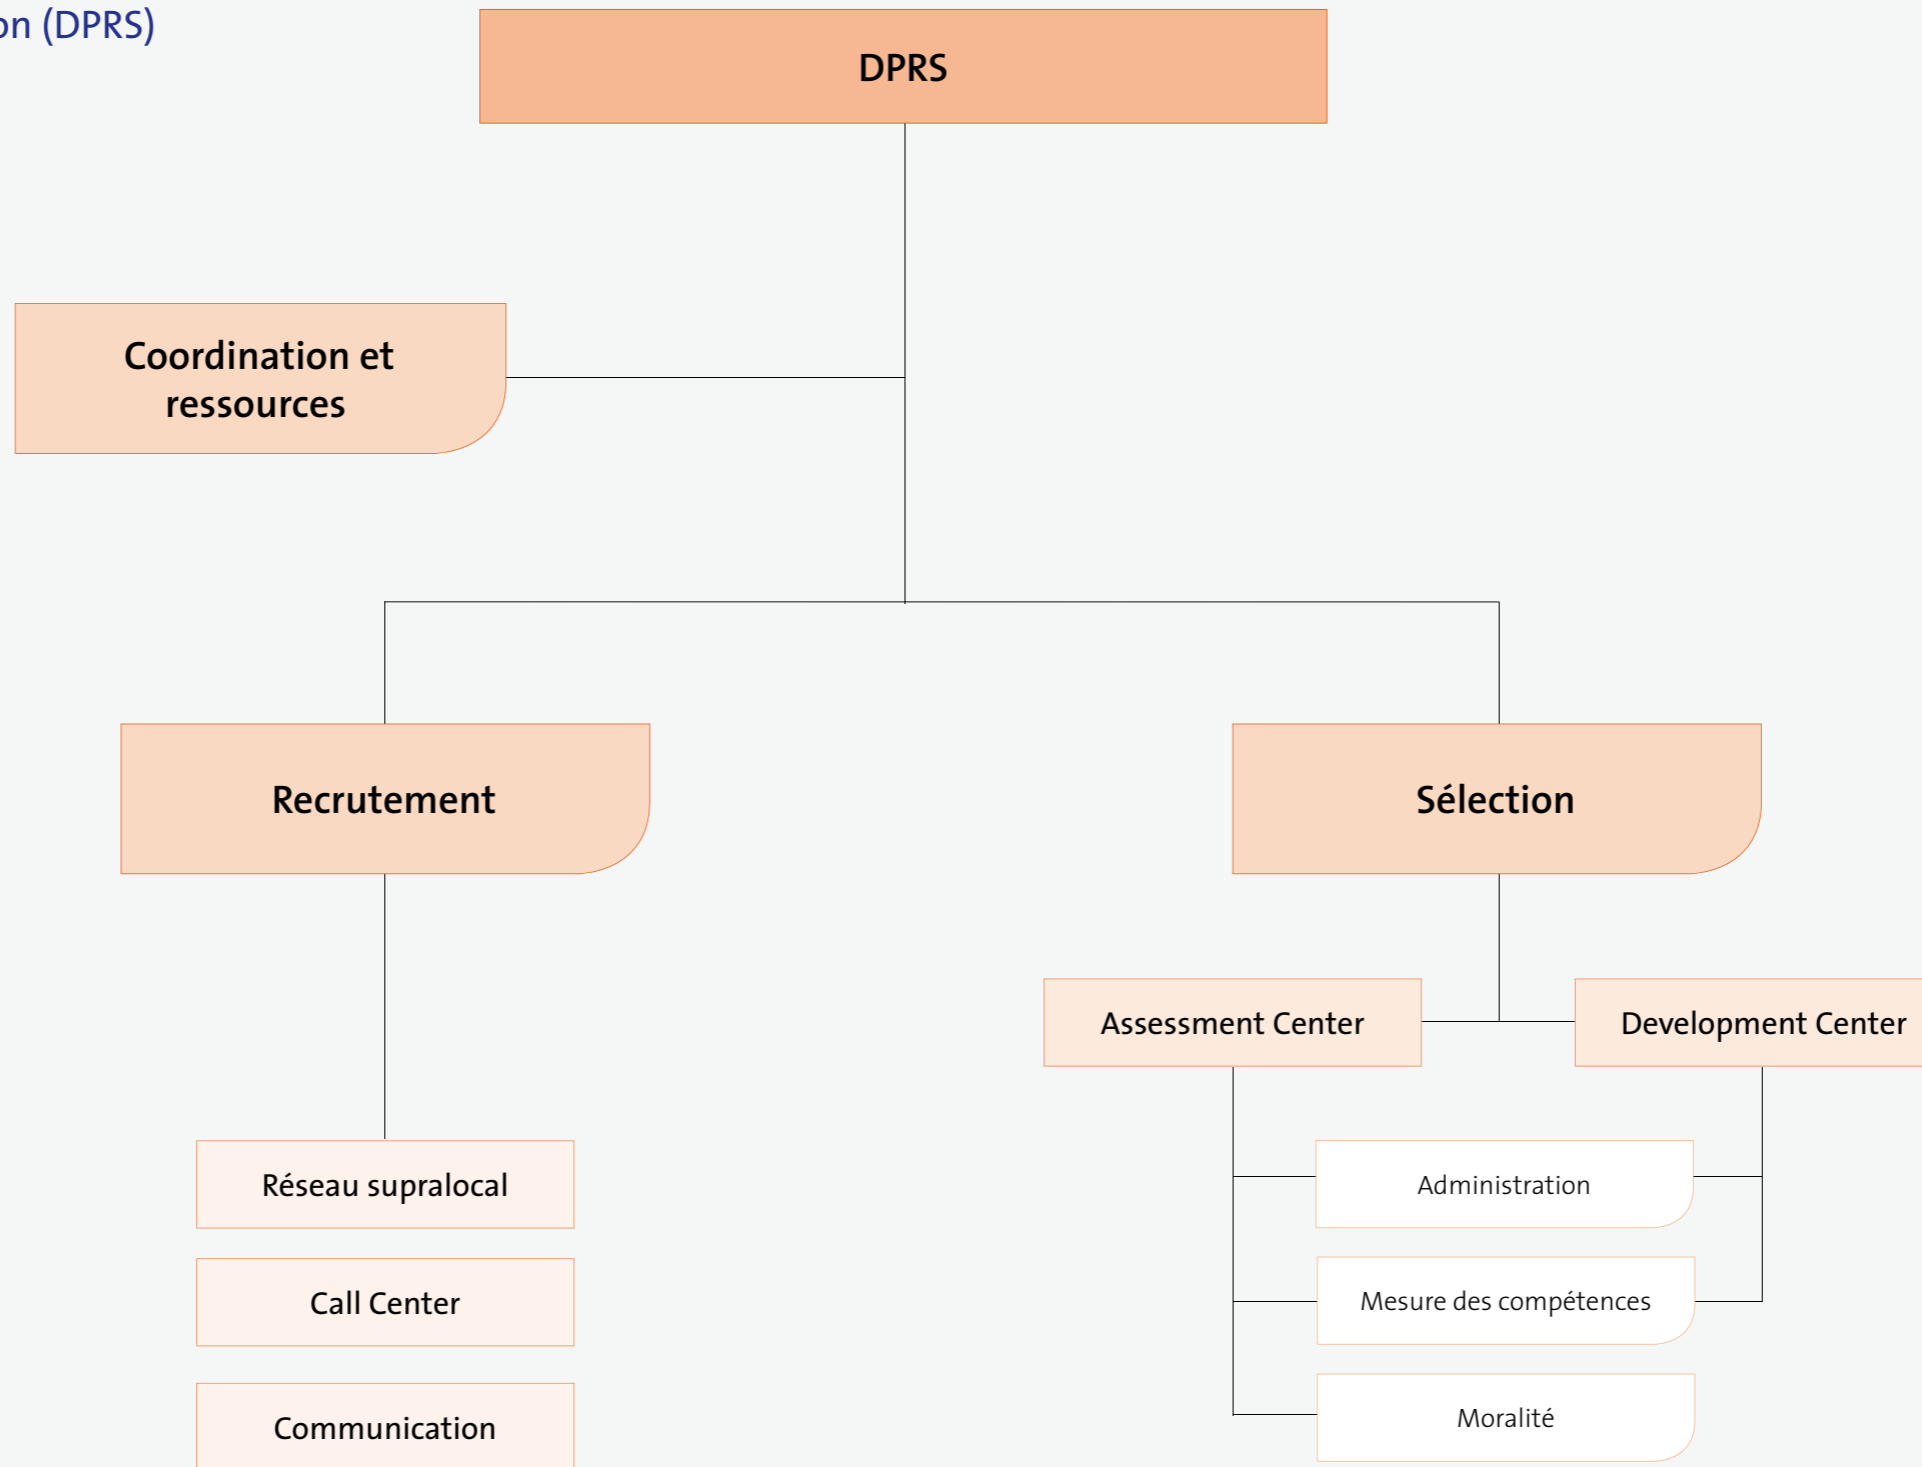 (DPRS)
DPRS
Coordination et
ressources
Recrutement
Sélection
Assessment Center
Development Center
Réseau supralocal
Administration
Call Center
Mesure des compétences
Communication
Moralité